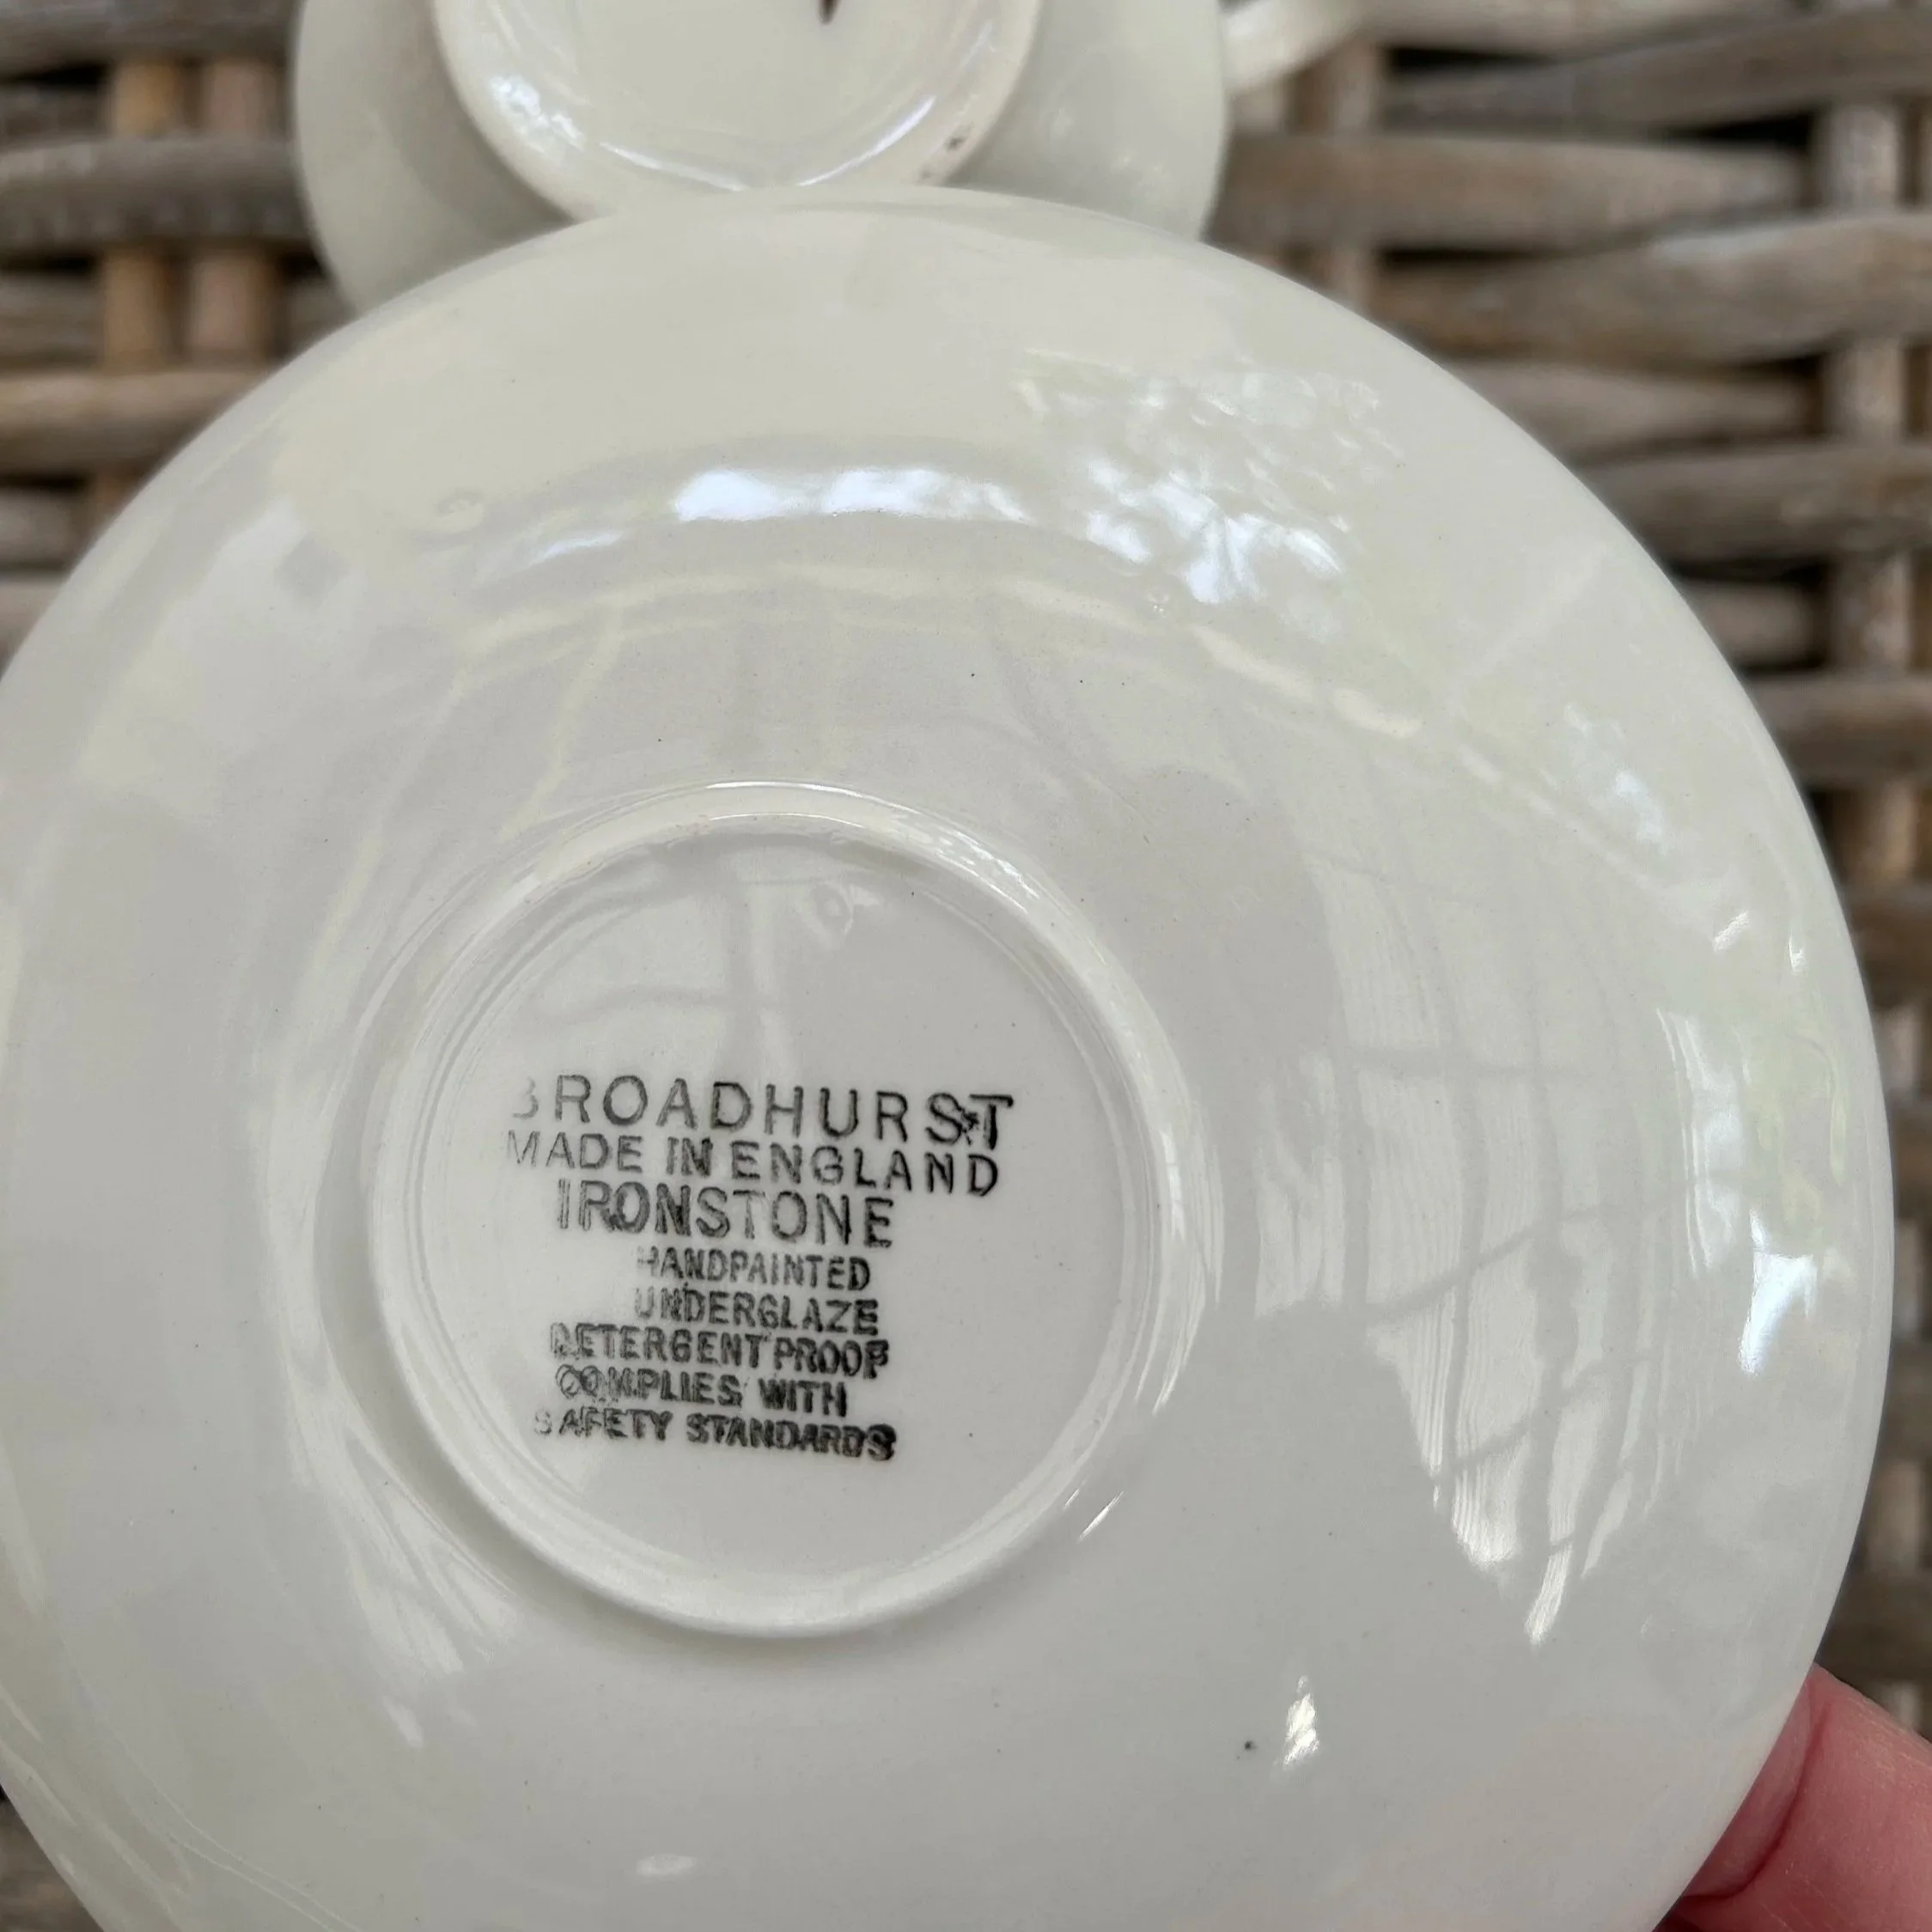 BROADHURST
MADE IN ENGLAND
IRONSTONE
HANDPAINTED
UNDERGLAZE
DETERGENT PROOF
COMPLIES WITH
SAFETY STANDARDS